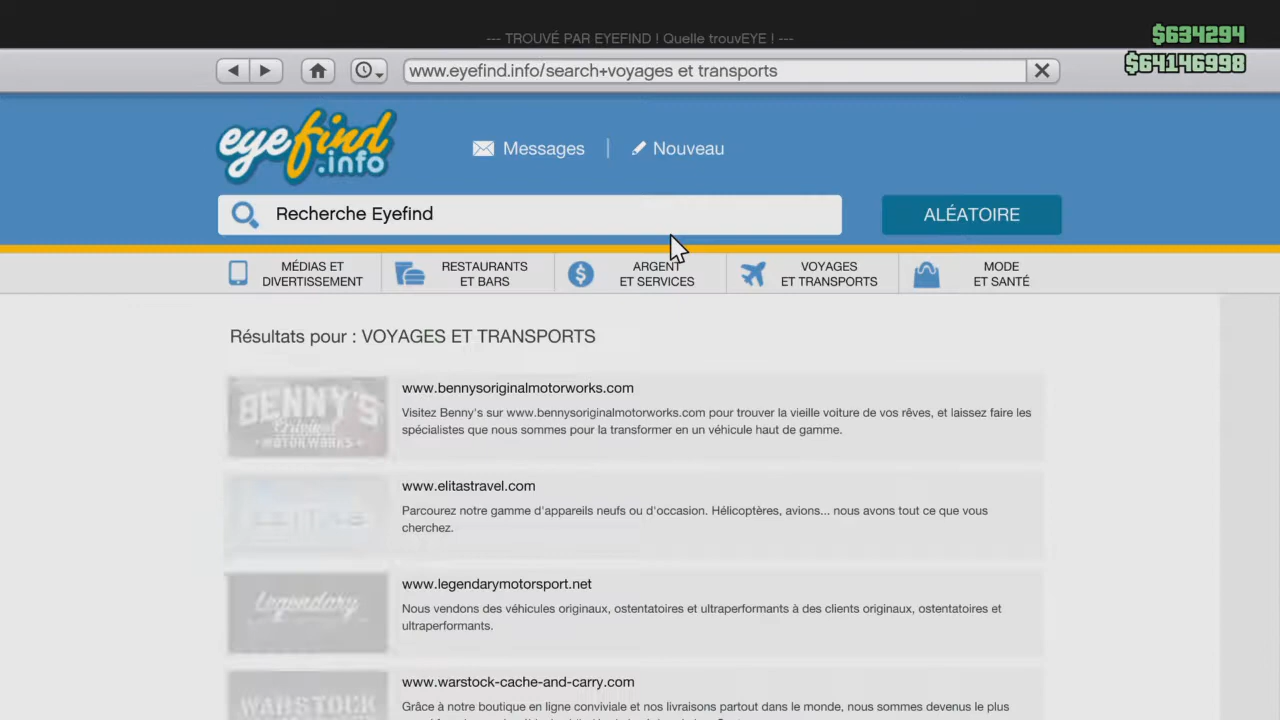 --- TROUVÉ PAR EYEFIND ! Quelle trouvEYE ! ---
$634294
$64146998
www.eyefind.info/search+voyages et transports
eyefind
.info
Messages
Nouveau
Recherche Eyefind
ALÉATOIRE
MÉDIAS ET
DIVERTISSEMENT
RESTAURANTS
ET BARS
ARGENT
ET SERVICES
VOYAGES
ET TRANSPORTS
MODE
ET SANTÉ
Résultats pour : VOYAGES ET TRANSPORTS
BENNY'S
Original
MOTORWORKS
www.bennysoriginalmotorworks.com
Visitez Benny's sur www.bennysoriginalmotorworks.com pour trouver la vieille voiture de vos rêves, et laissez faire les
spécialistes que nous sommes pour la transformer en un véhicule haut de gamme.
www.elitastravel.com
Parcourez notre gamme d'appareils neufs ou d'occasion. Hélicoptères, avions... nous avons tout ce que vous
cherchez.
Legendary
www.legendarymotorsport.net
Nous vendons des véhicules originaux, ostentatoires et ultraperformants à des clients originaux, ostentatoires et
ultraperformants.
WARSTOCK
www.warstock-cache-and-carry.com
Grâce à notre boutique en ligne conviviale et nos livraisons partout dans le monde, nous sommes devenus le plus